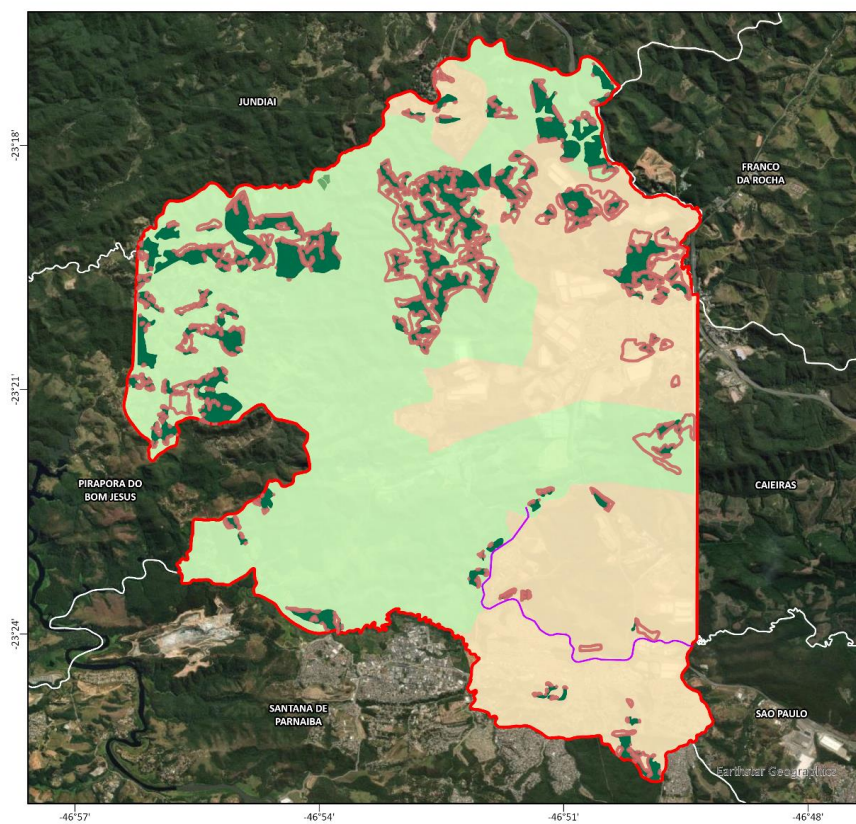 JUNDIAI
-23°18'
FRANCO
DA ROCHA
-23°21'
PIRAPORA DO
BOM JESUS
CAIEIRAS
-23°24'
SANTANA DE
PARNAIBA
SAO PAULO
Earthstar Geographics
-46°57'
-46°54'
-46°51'
-46°48'